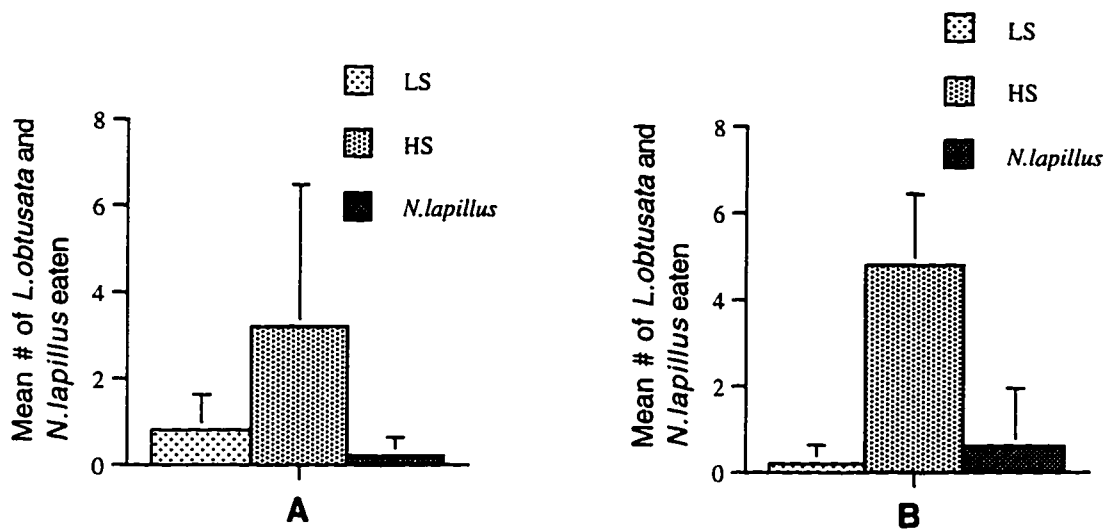 LS
HS
N.lapillus
Mean # of L.obtusata and
N.lapillus eaten
8
6
4
2
0
A
LS
HS
N.lapillus
Mean # of L.obtusata and
N.lapillus eaten
8
6
4
2
0
B